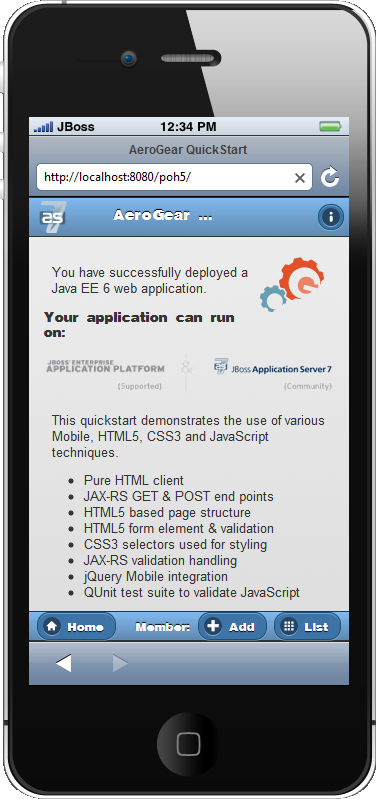 JBoss 12:34 PM
AeroGear QuickStart
http://localhost:8080/poh5/
as 7
AeroGear ...
You have successfully deployed a
Java EE 6 web application.
Your application can run
on:
JBOSS® ENTERPRISE
APPLICATION PLATFORM
(Supported)
&
JBoss Application Server 7
(Community)
This quickstart demonstrates the use of various
Mobile, HTML5, CSS3 and JavaScript
techniques.
Pure HTML client
JAX-RS GET & POST end points
HTML5 based page structure
HTML5 form element & validation
CSS3 selectors used for styling
JAX-RS validation handling
jQuery Mobile integration
QUnit test suite to validate JavaScript
Home Member: Add List